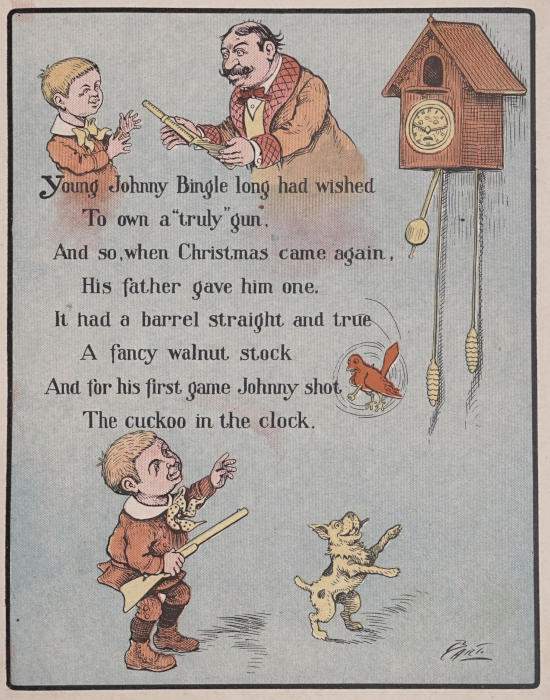 Young Johnny Bingle long had wished
To own a "truly" gun,
And so, when Christmas came again,
His father gave him one.
It had a barrel straight and true
A fancy walnut stock
And for his first game Johnny shot
The cuckoo in the clock.